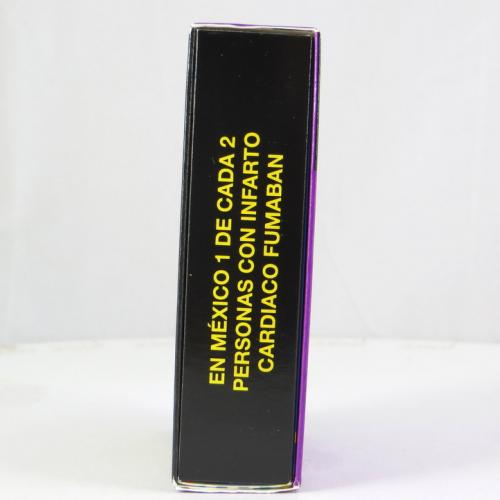 EN MÉXICO 1 DE CADA 2
PERSONAS CON INFARTO
CARDIACO FUMABAN